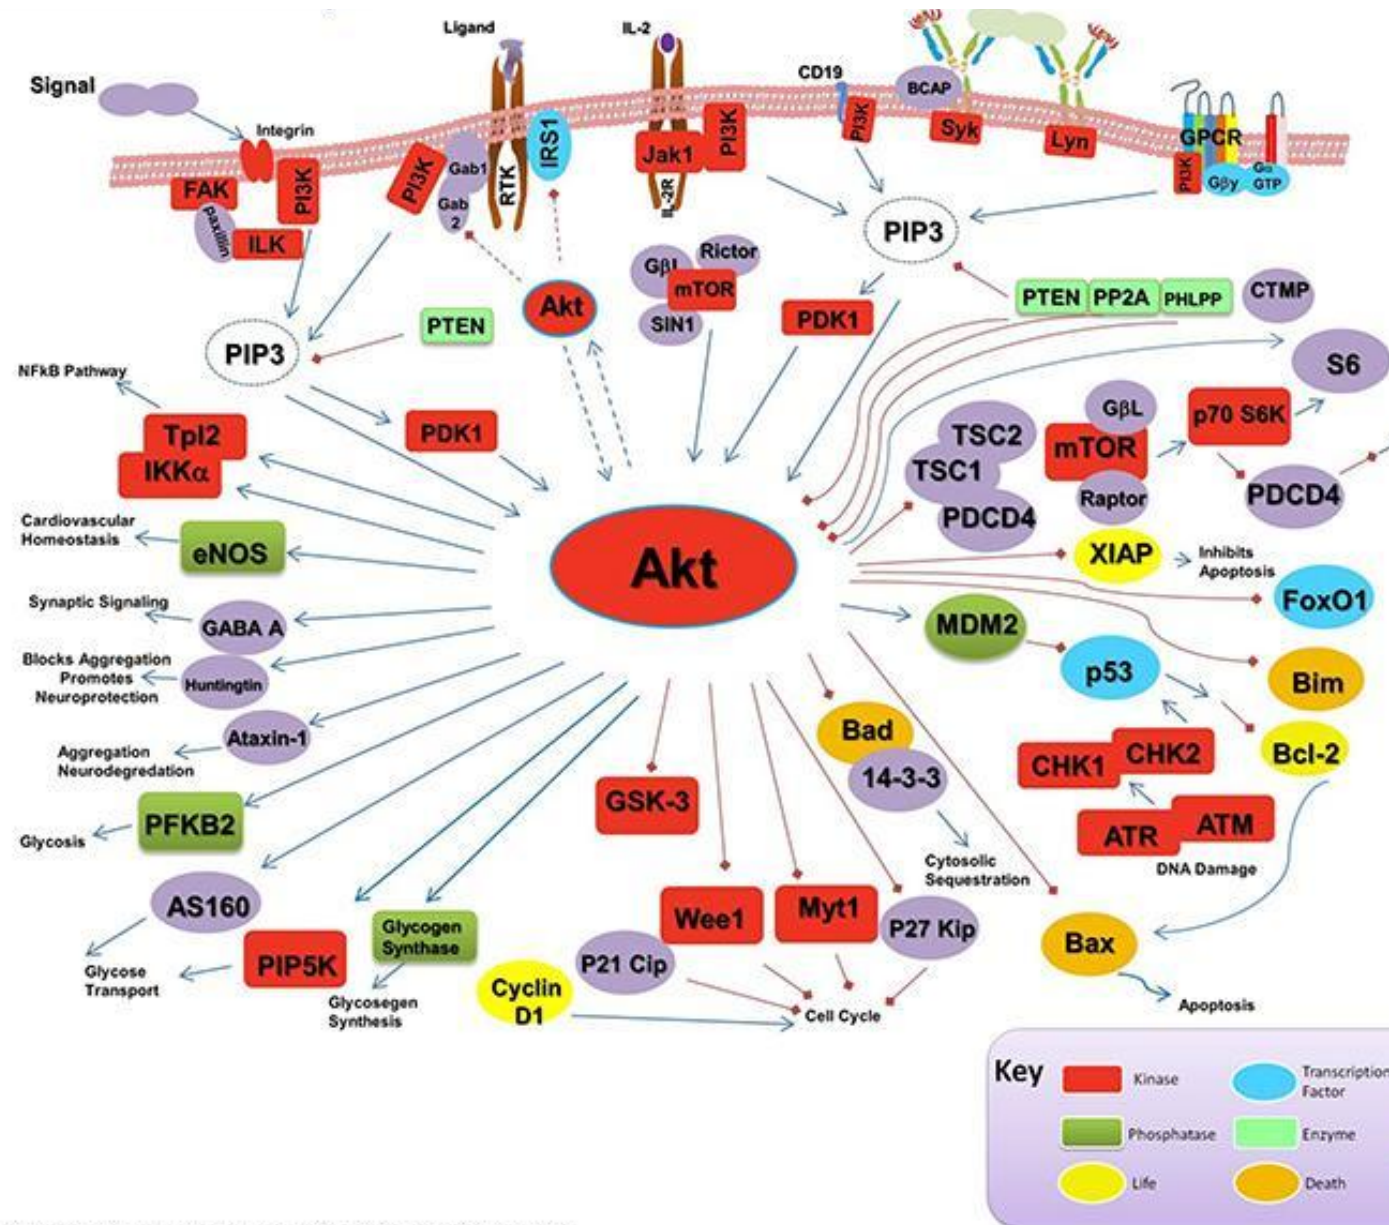 Ligand
IL-2
Signal
CD19
BCAP
Integrin
IRS1
PI3K
Syk
Lyn
GPCR
FAK
PI3K
PI3K
Gab1
Gab
2
RTK
Jak1
PI3K
IL-2R
PI3K
Gβγ
Gα
GTP
paxillin
ILK
PIP3
GβL
Rictor
mTOR
SIN1
Akt
PDK1
PTEN
PP2A
PHLPP
CTMP
PTEN
PIP3
S6
NFkB Pathway
Tpl2
IKKα
PDK1
TSC2
TSC1
PDCD4
GβL
mTOR
Raptor
p70 S6K
PDCD4
Cardiovascular
Homeostasis
eNOS
Akt
XIAP
Inhibits
Apoptosis
FoxO1
Synaptic Signaling
GABA A
MDM2
p53
Bim
Blocks Aggregation
Promotes
Neuroprotection
Huntingtin
Ataxin-1
Aggregation
Neurodegredation
Bad
14-3-3
CHK1
CHK2
Bcl-2
GSK-3
PFKB2
Glycosis
ATR
ATM
DNA Damage
Cytosolic
Sequestration
AS160
Glycogen
Synthase
Wee1
Myt1
P27 Kip
Bax
Glycose
Transport
PIP5K
P21 Cip
Cyclin
D1
Glycosegen
Synthesis
Cell Cycle
Apoptosis
Key
Kinase
Transcription
Factor
Phosphatase
Enzyme
Life
Death